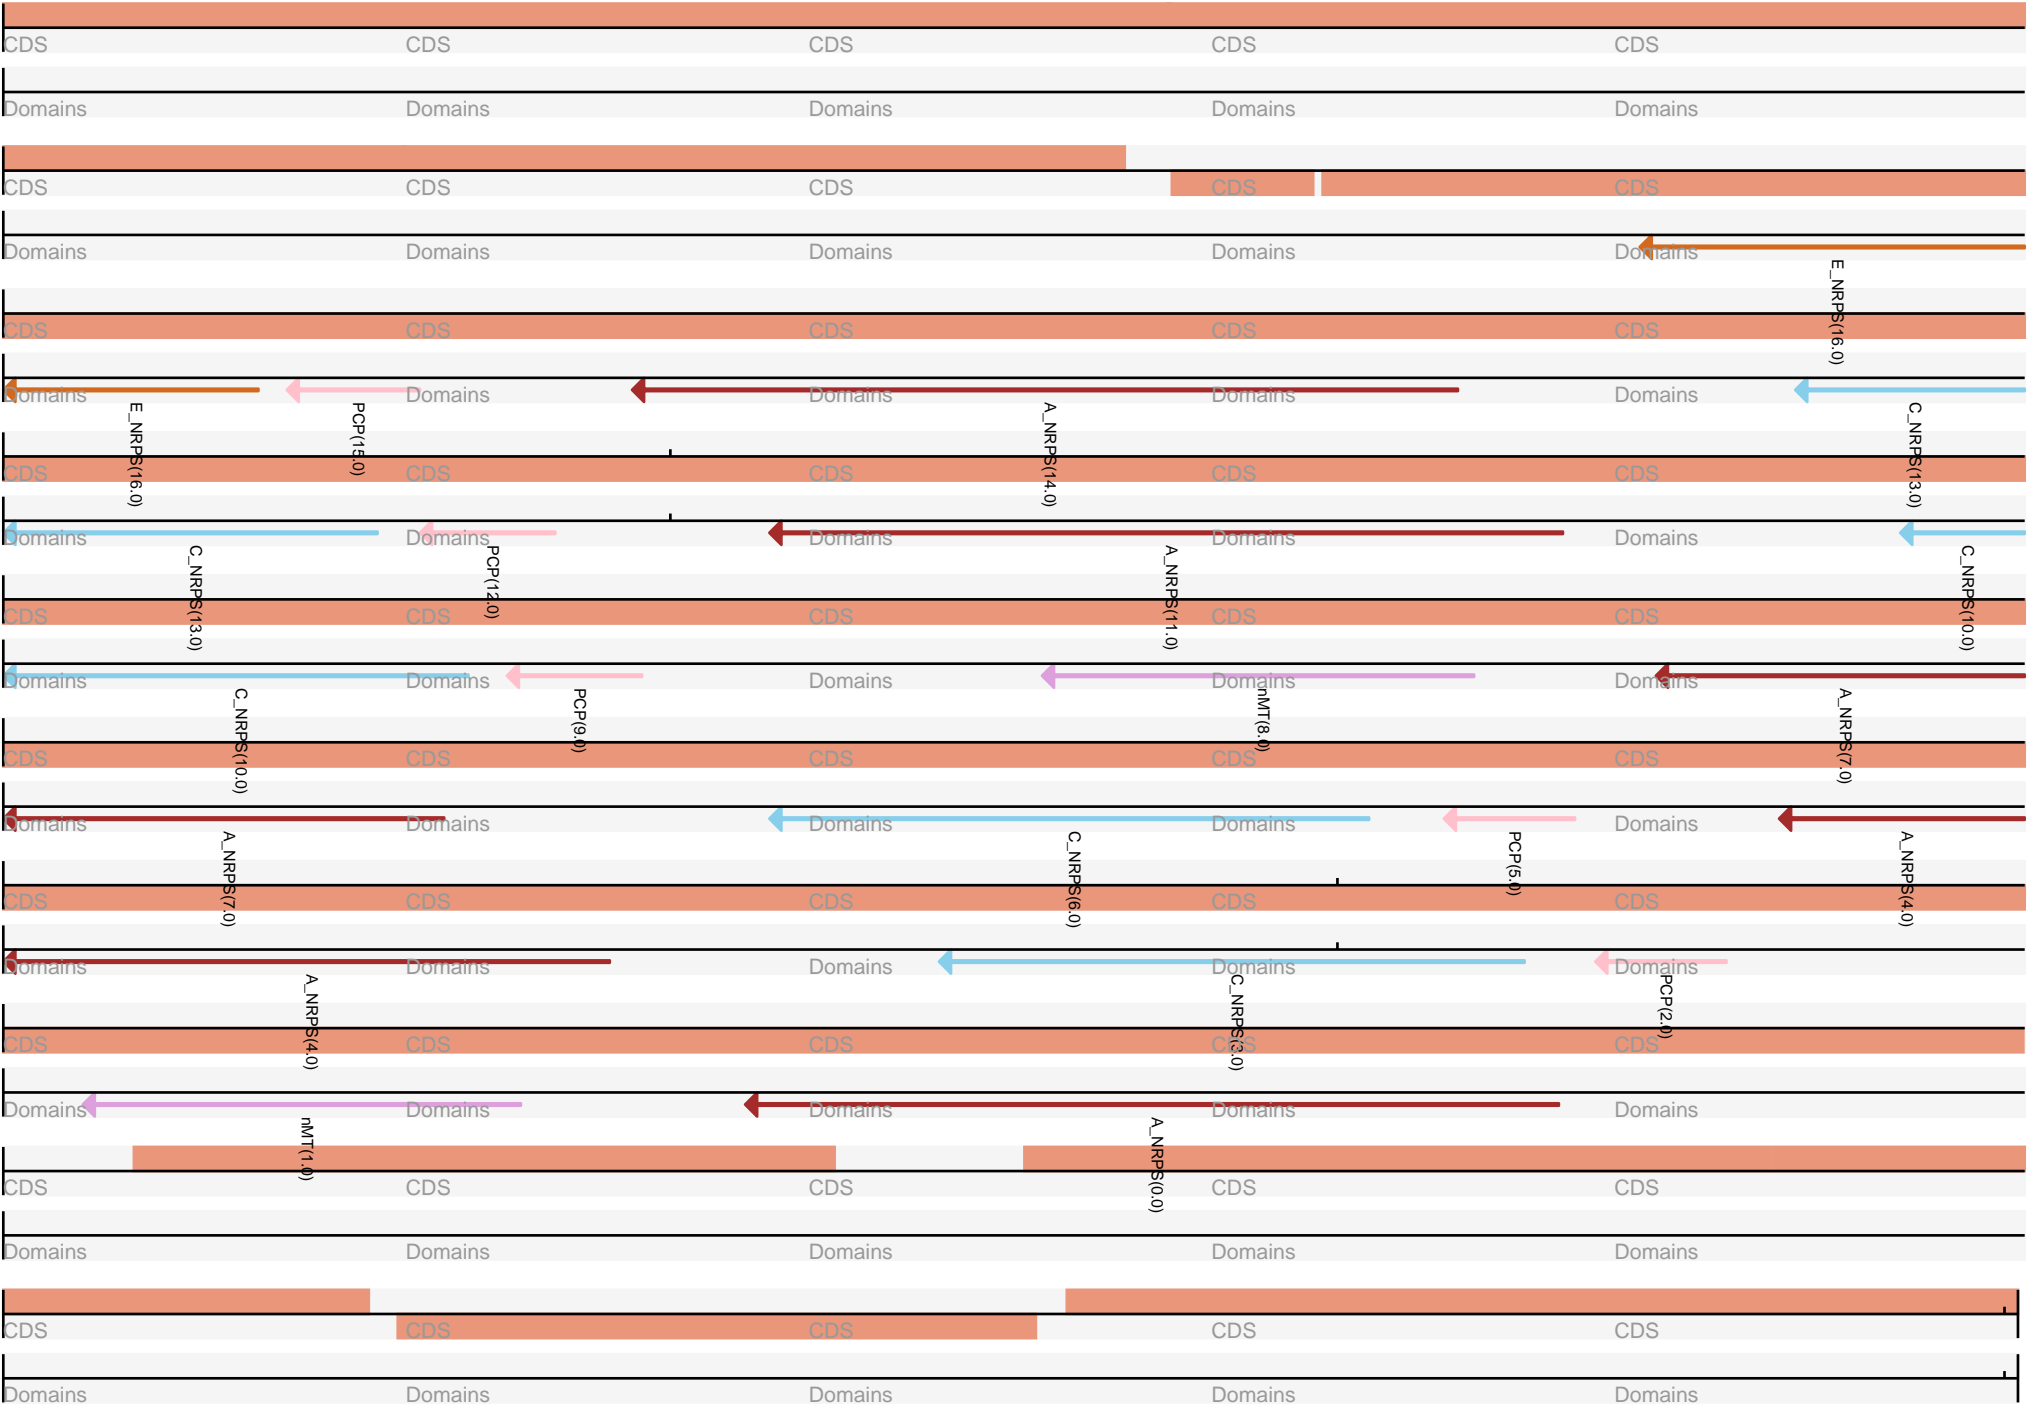 CDS CDS CDS CDS CDS
Domains Domains Domains Domains Domains
CDS CDS CDS CDS CDS
Domains Domains Domains Domains Domains
E_NRPS(16.0)
CDS CDS CDS CDS CDS
Domains Domains Domains Domains Domains
E_NRPS(16.0) PCP(15.0) A_NRPS(14.0) C_NRPS(13.0)
CDS CDS CDS CDS CDS
Domains Domains Domains Domains Domains
C_NRPS(13.0) PCP(12.0) A_NRPS(11.0) C_NRPS(10.0)
CDS CDS CDS CDS CDS
Domains Domains Domains Domains Domains
C_NRPS(10.0) PCP(9.0) nMT(8.0) A_NRPS(7.0)
CDS CDS CDS CDS CDS
Domains Domains Domains Domains Domains
A_NRPS(7.0) C_NRPS(6.0) PCP(5.0) A_NRPS(4.0)
CDS CDS CDS CDS CDS
Domains Domains Domains Domains Domains
A_NRPS(4.0) C_NRPS(3.0) PCP(2.0)
CDS CDS CDS CDS CDS
Domains Domains Domains Domains Domains
nMT(1.0) A_NRPS(0.0)
CDS CDS CDS CDS CDS
Domains Domains Domains Domains Domains
CDS CDS CDS CDS CDS
Domains Domains Domains Domains Domains